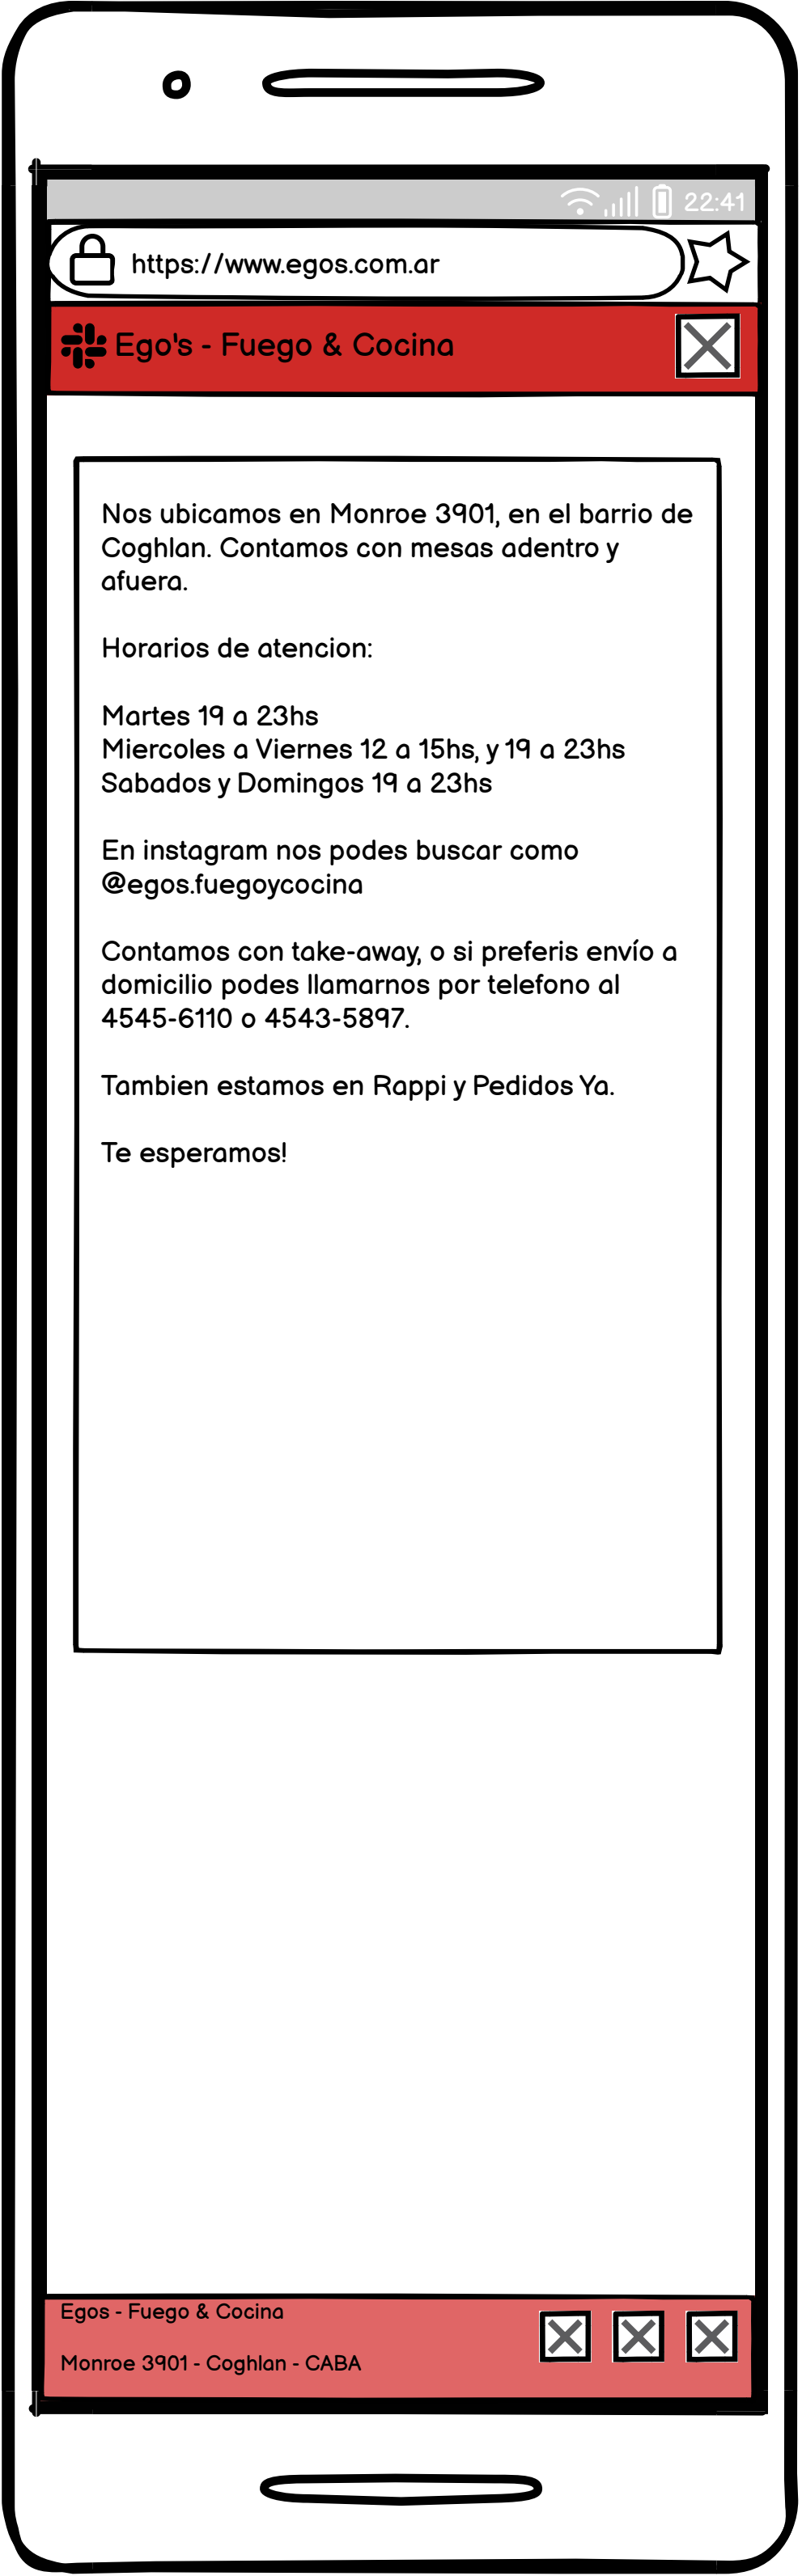 22:41
https://www.egos.com.ar
Ego's - Fuego & Cocina
Nos ubicamos en Monroe 3901, en el barrio de
Coghlan. Contamos con mesas adentro y
afuera.
Horarios de atencion:
Martes 19 a 23hs
Miercoles a Viernes 12 a 15hs, y 19 a 23hs
Sabados y Domingos 19 a 23hs
En instagram nos podes buscar como
@egos.fuegoycocina
Contamos con take-away, o si preferis envío a
domicilio podes llamarnos por telefono al
4545-6110 o 4543-5897.
Tambien estamos en Rappi y Pedidos Ya.
Te esperamos!
Egos - Fuego & Cocina
Monroe 3901 - Coghlan - CABA